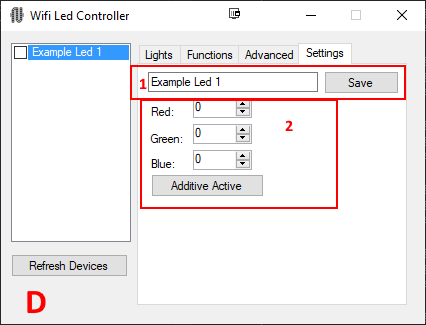 Wifi Led Controller
Example Led 1
Lights Functions Advanced Settings
1 Example Led 1 Save
Red: 0
2
Green: 0
Blue: 0
Additive Active
Refresh Devices
D